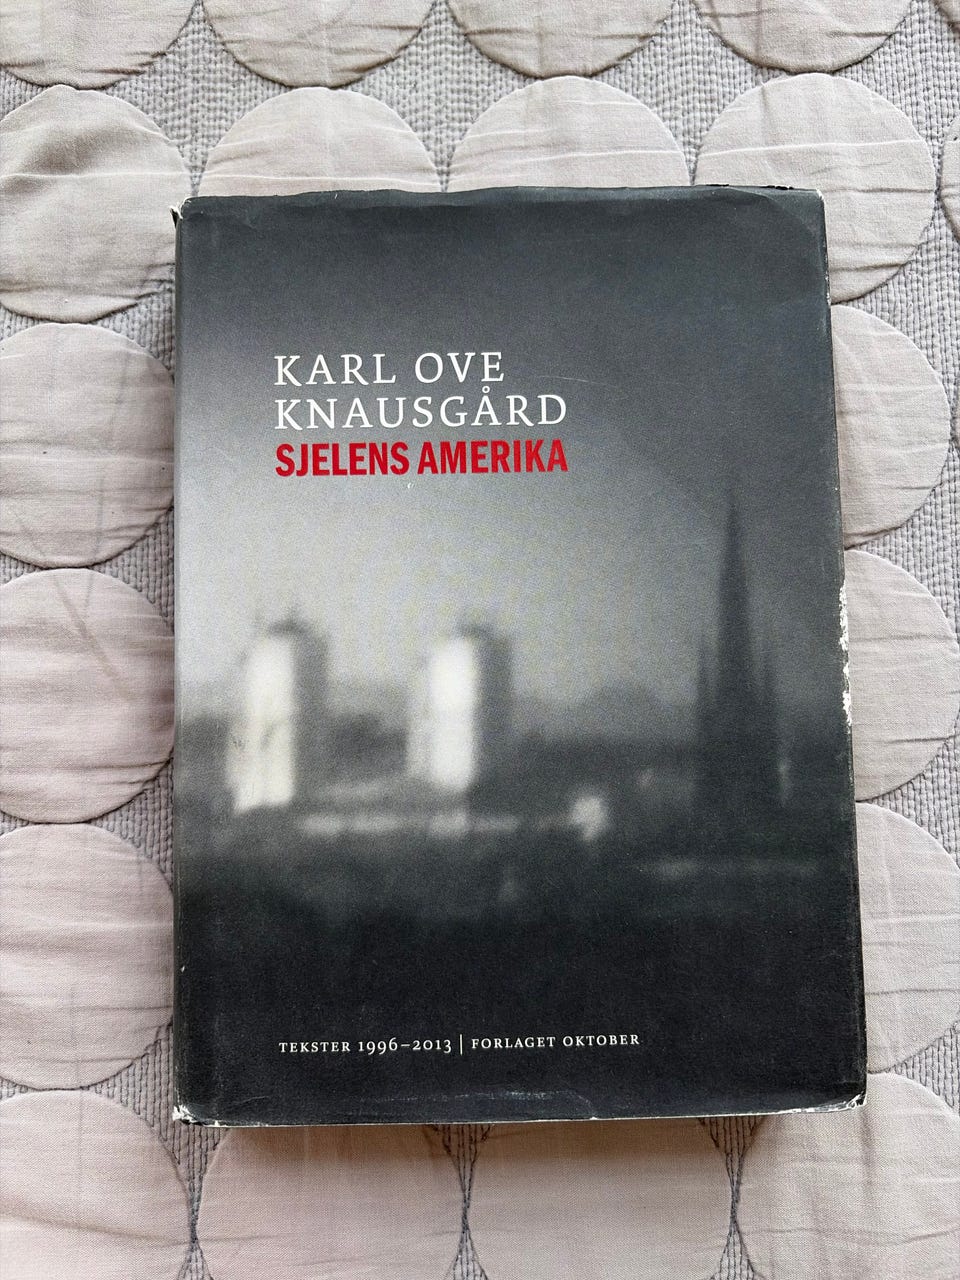 KARL OVE
KNAUSGÅRD
SJELENS AMERIKA
TEKSTER 1996–2013 | FORLAGET OKTOBER